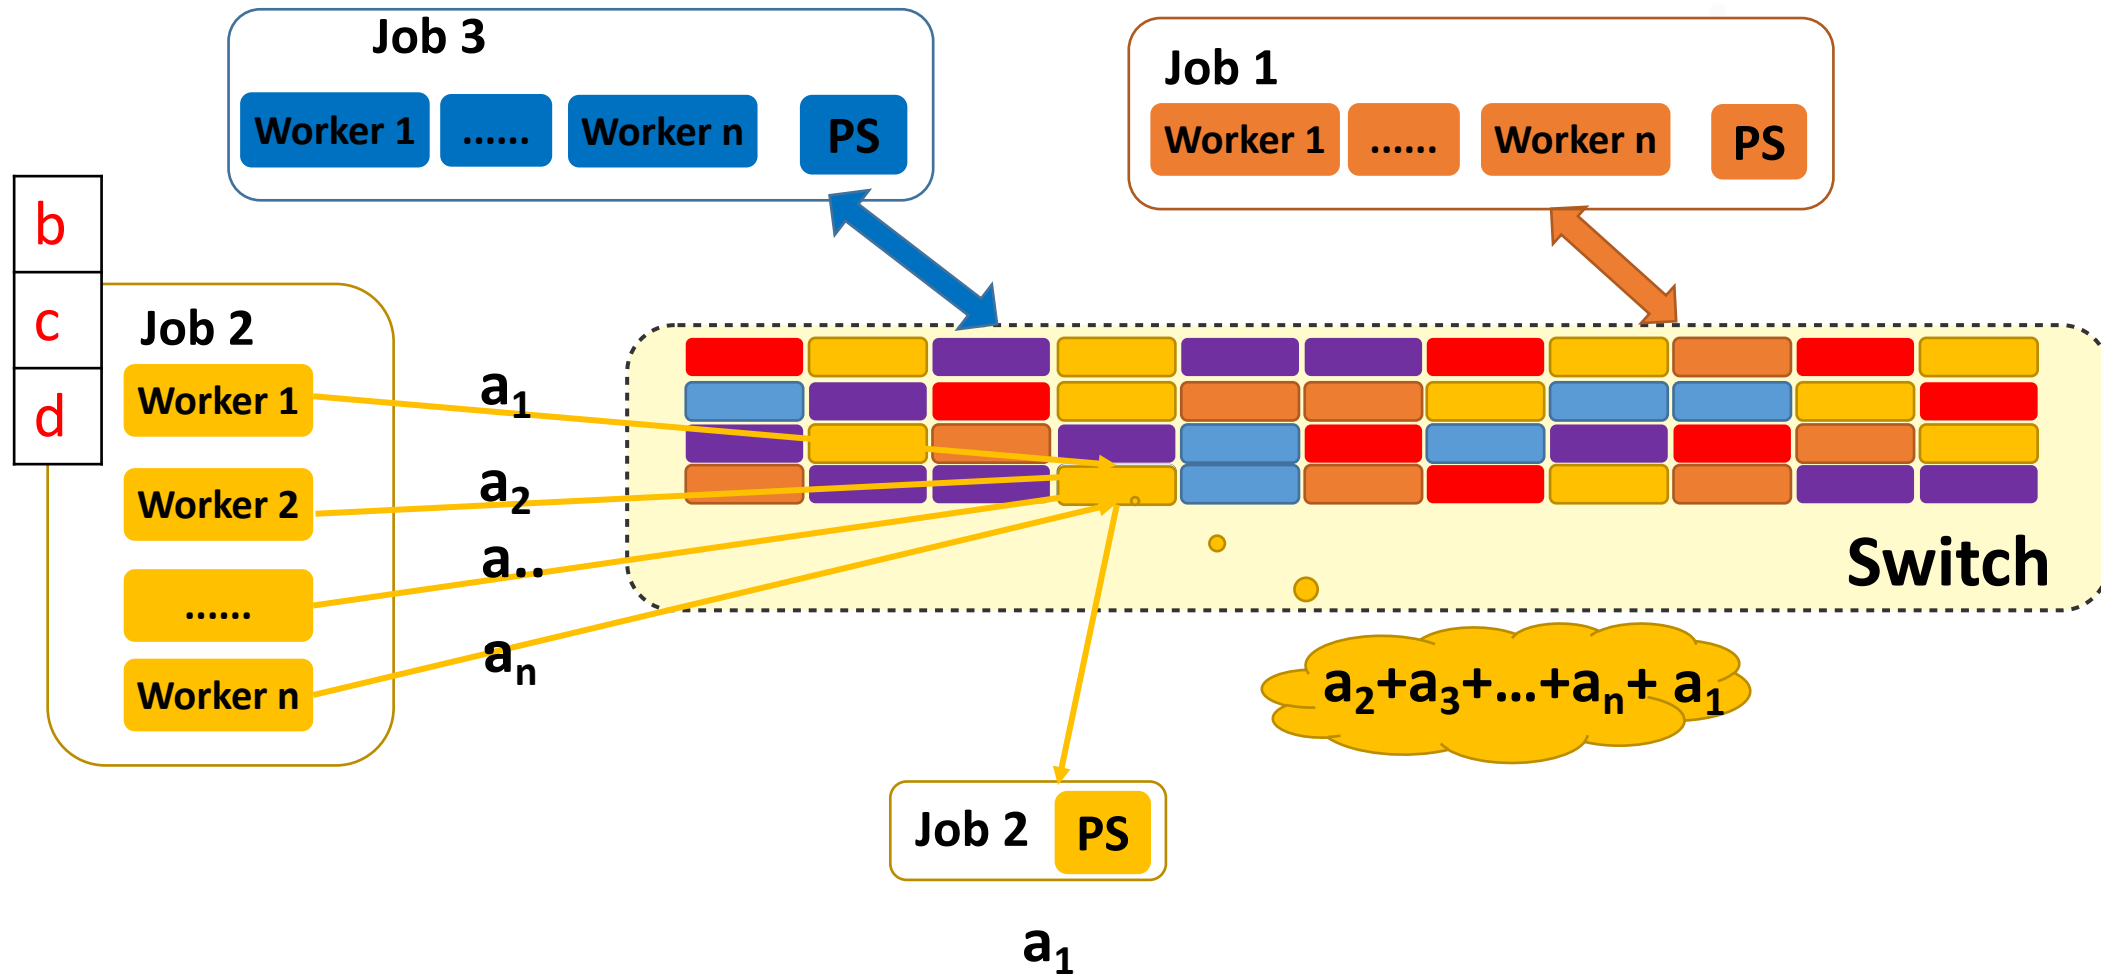 Job 3
Worker 1 ...... Worker n PS
Job 1
Worker 1 ...... Worker n PS
b
c
d
Job 2
Worker 1
Worker 2
......
Worker n
a₁
a₂
a..
aₙ
Switch
a₂+a₃+...+aₙ+ a₁
Job 2 PS
a₁